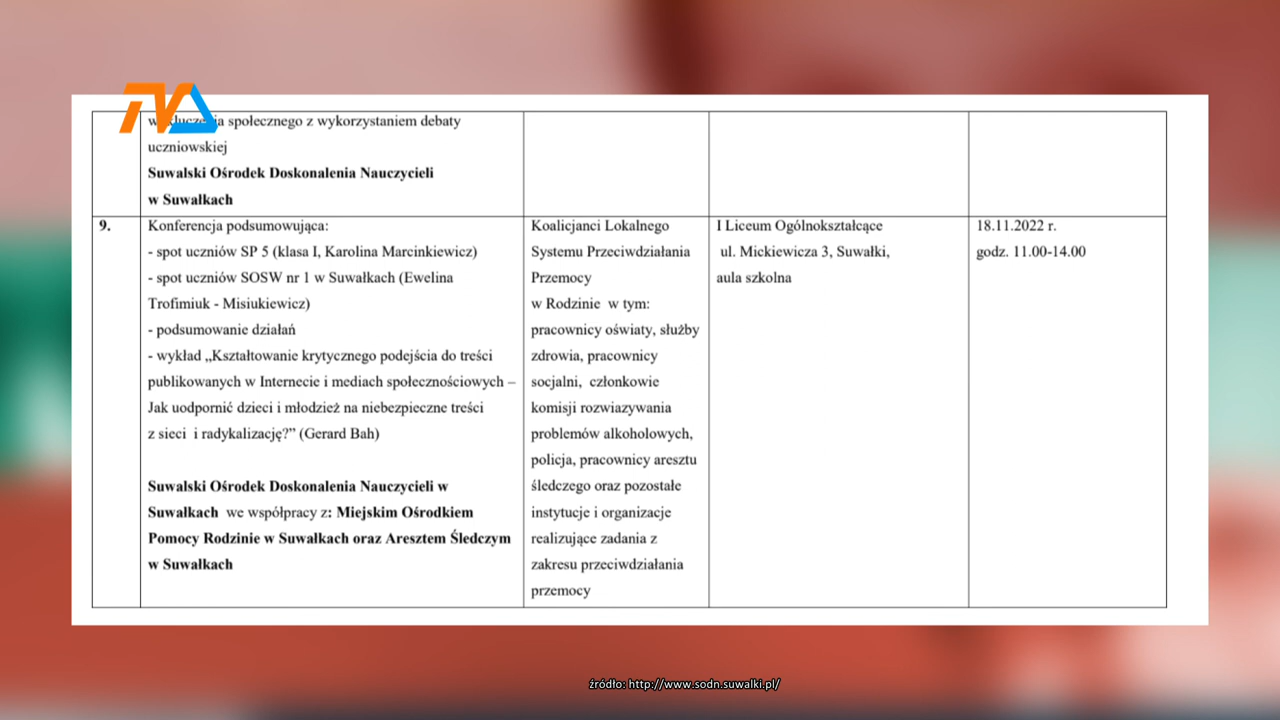 społecznego z wykorzystaniem debaty
uczniowskiej
Suwalski Ośrodek Doskonalenia Nauczycieli
w Suwałkach
9.
Konferencja podsumowująca:
- spot uczniów SP 5 (klasa I, Karolina Marcinkiewicz)
- spot uczniów SOSW nr 1 w Suwałkach (Ewelina
Trofimiuk - Misiukiewicz)
- podsumowanie działań
- wykład „Kształtowanie krytycznego podejścia do treści
publikowanych w Internecie i mediach społecznościowych –
Jak uodpornić dzieci i młodzież na niebezpieczne treści
z sieci i radykalizację?” (Gerard Bah)
Suwalski Ośrodek Doskonalenia Nauczycieli w
Suwałkach we współpracy z: Miejskim Ośrodkiem
Pomocy Rodzinie w Suwałkach oraz Aresztem Śledczym
w Suwałkach
Koalicjanci Lokalnego
Systemu Przeciwdziałania
Przemocy
w Rodzinie w tym:
pracownicy oświaty, służby
zdrowia, pracownicy
socjalni, członkowie
komisji rozwiazywania
problemów alkoholowych,
policja, pracownicy aresztu
śledczego oraz pozostałe
instytucje i organizacje
realizujące zadania z
zakresu przeciwdziałania
przemocy
I Liceum Ogólnokształcące
ul. Mickiewicza 3, Suwałki,
aula szkolna
18.11.2022 r.
godz. 11.00-14.00
źródło: http://www.sodn.suwalki.pl/